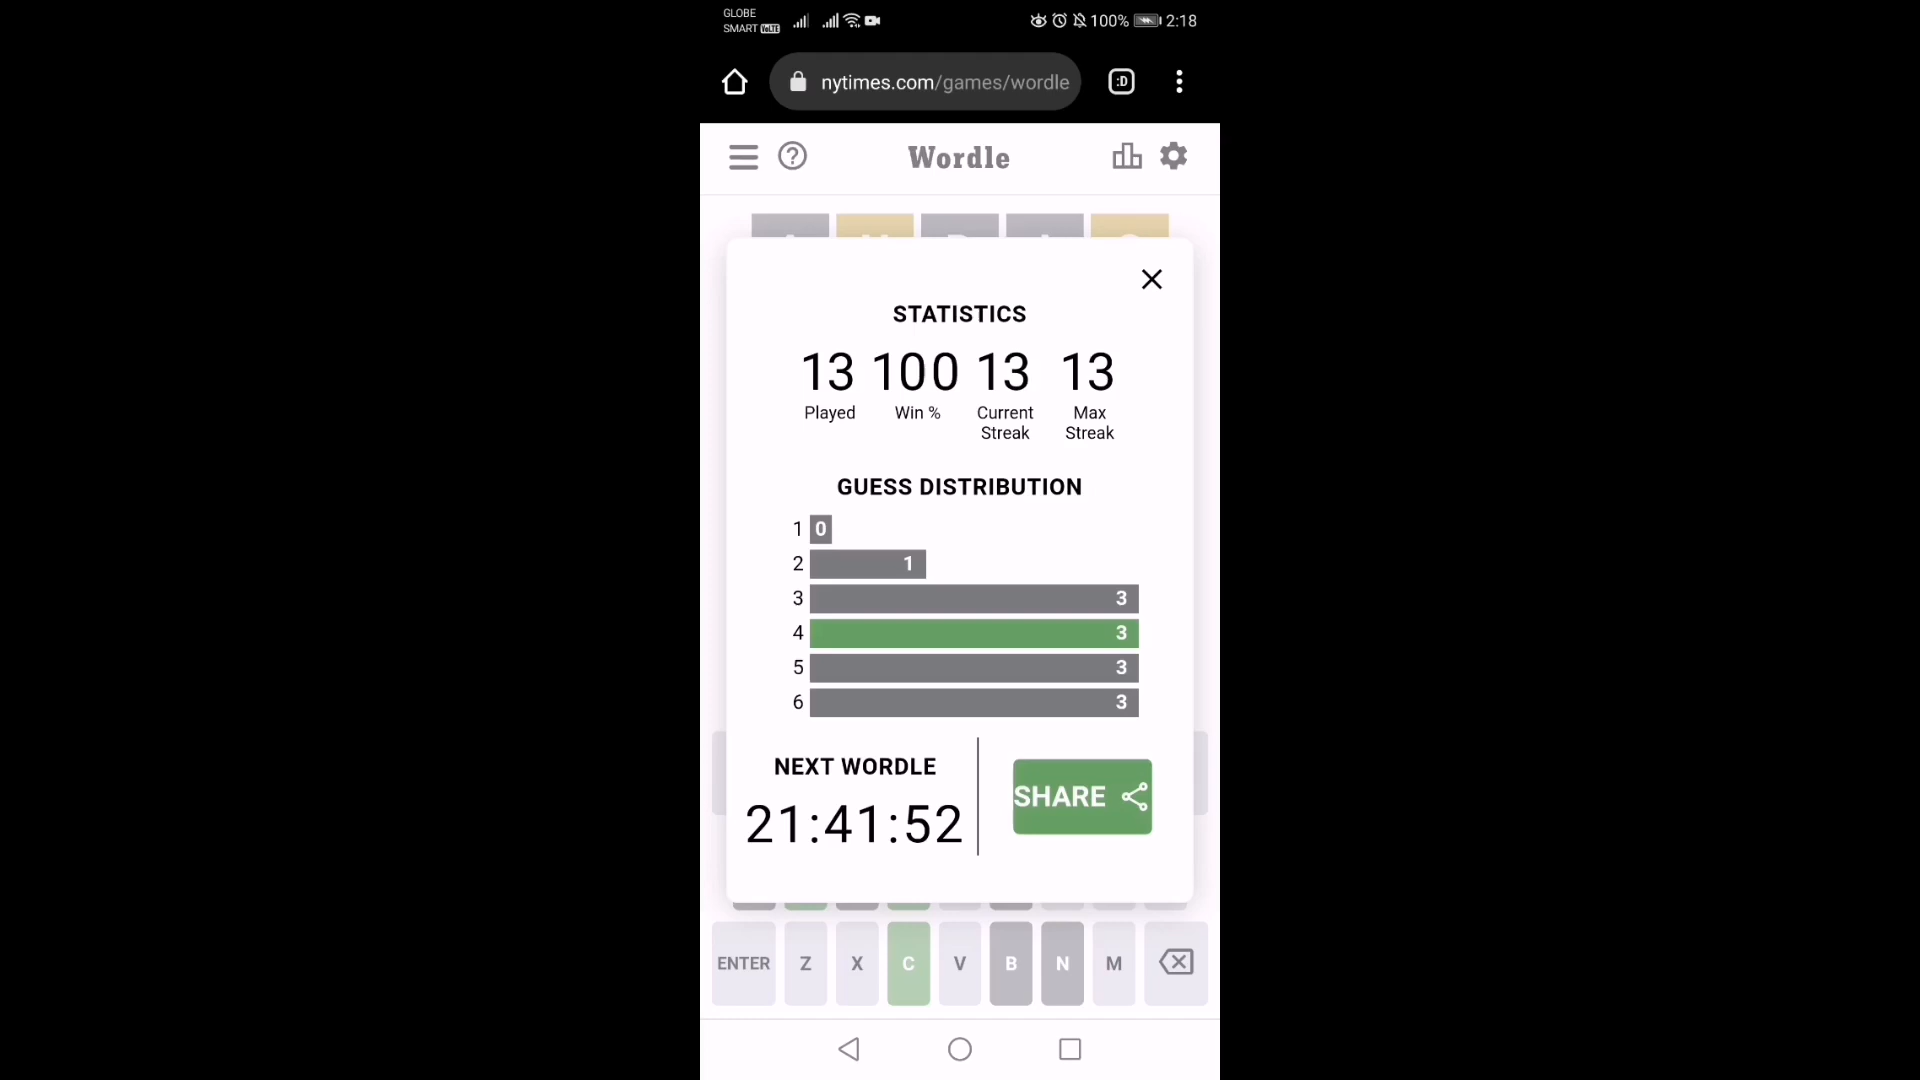 GLOBE
SMART VoLTE
100% 2:18
:D
nytimes.com/games/wordle
Wordle
STATISTICS
13 100 13 13
Played Win % Current Streak Max Streak
GUESS DISTRIBUTION
1 0
2 1
3 3
4 3
5 3
6 3
NEXT WORDLE
SHARE
21:41:52
ENTER Z X C V B N M